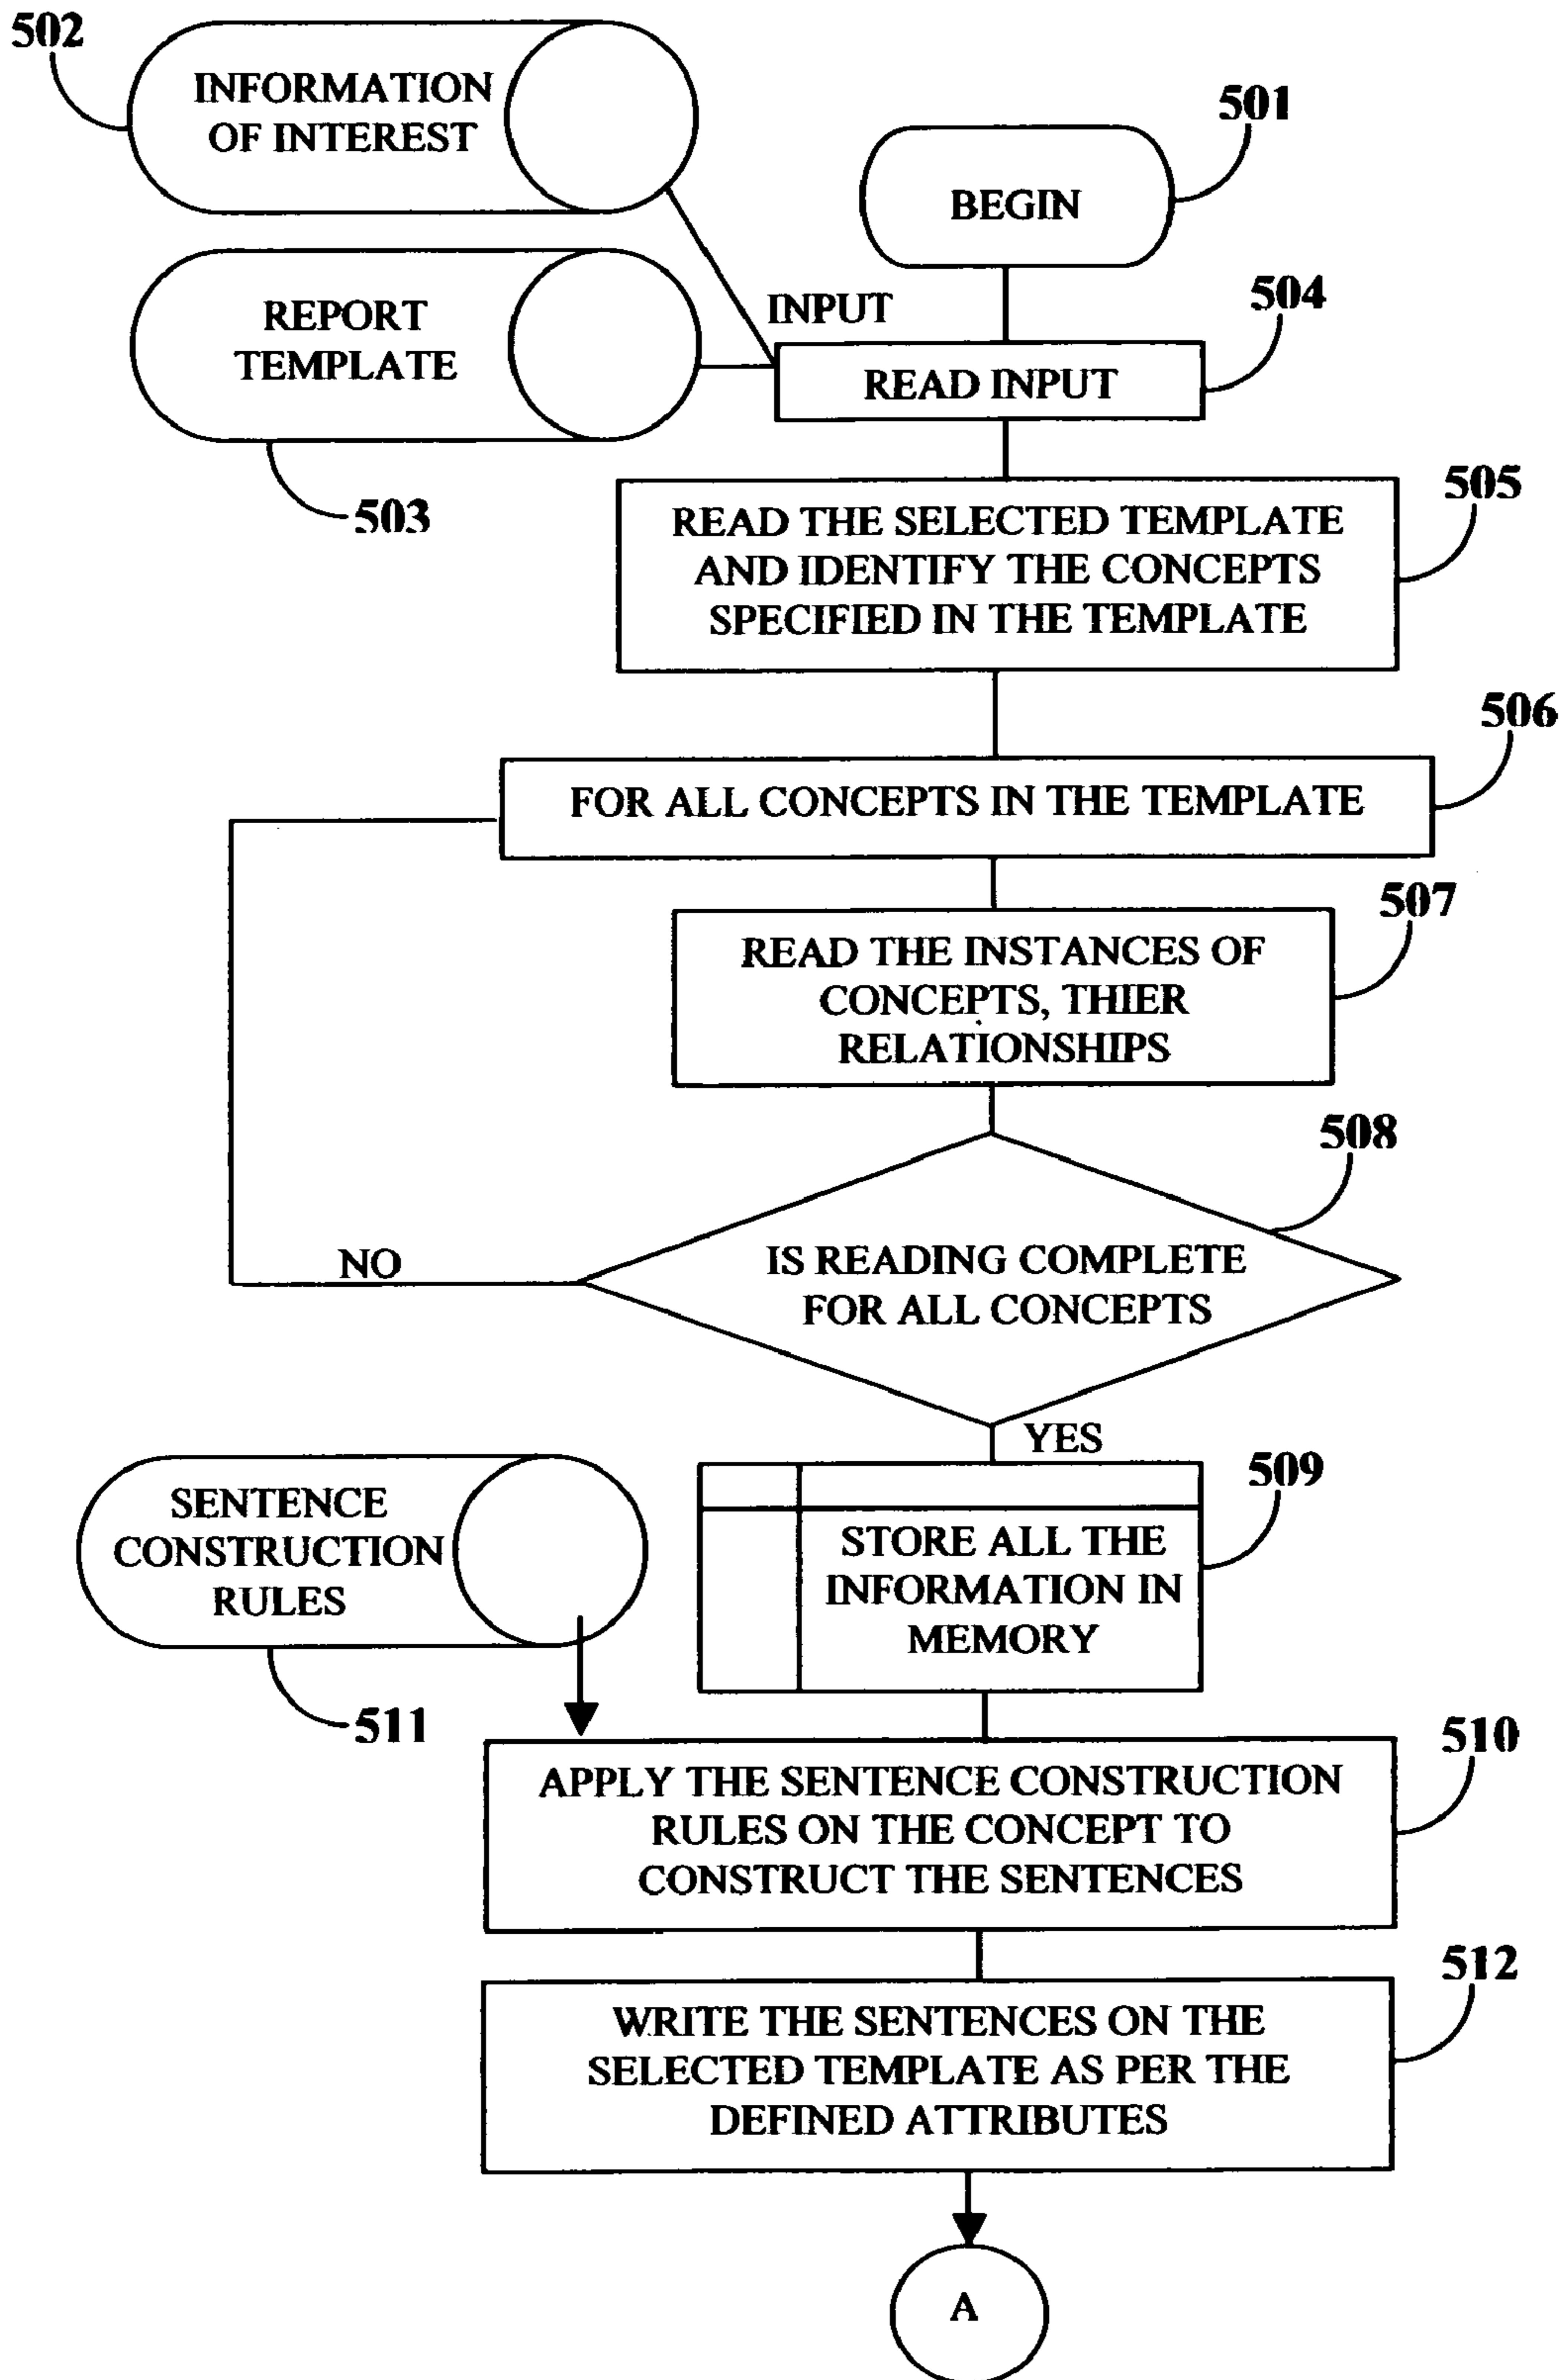 502
INFORMATION
OF INTEREST
501
BEGIN
REPORT
TEMPLATE
INPUT
504
READ INPUT
503
505
READ THE SELECTED TEMPLATE
AND IDENTIFY THE CONCEPTS
SPECIFIED IN THE TEMPLATE
506
FOR ALL CONCEPTS IN THE TEMPLATE
507
READ THE INSTANCES OF
CONCEPTS, THIER
RELATIONSHIPS
508
IS READING COMPLETE
FOR ALL CONCEPTS
NO
YES
509
STORE ALL THE
INFORMATION IN
MEMORY
SENTENCE
CONSTRUCTION
RULES
511
510
APPLY THE SENTENCE CONSTRUCTION
RULES ON THE CONCEPT TO
CONSTRUCT THE SENTENCES
512
WRITE THE SENTENCES ON THE
SELECTED TEMPLATE AS PER THE
DEFINED ATTRIBUTES
A